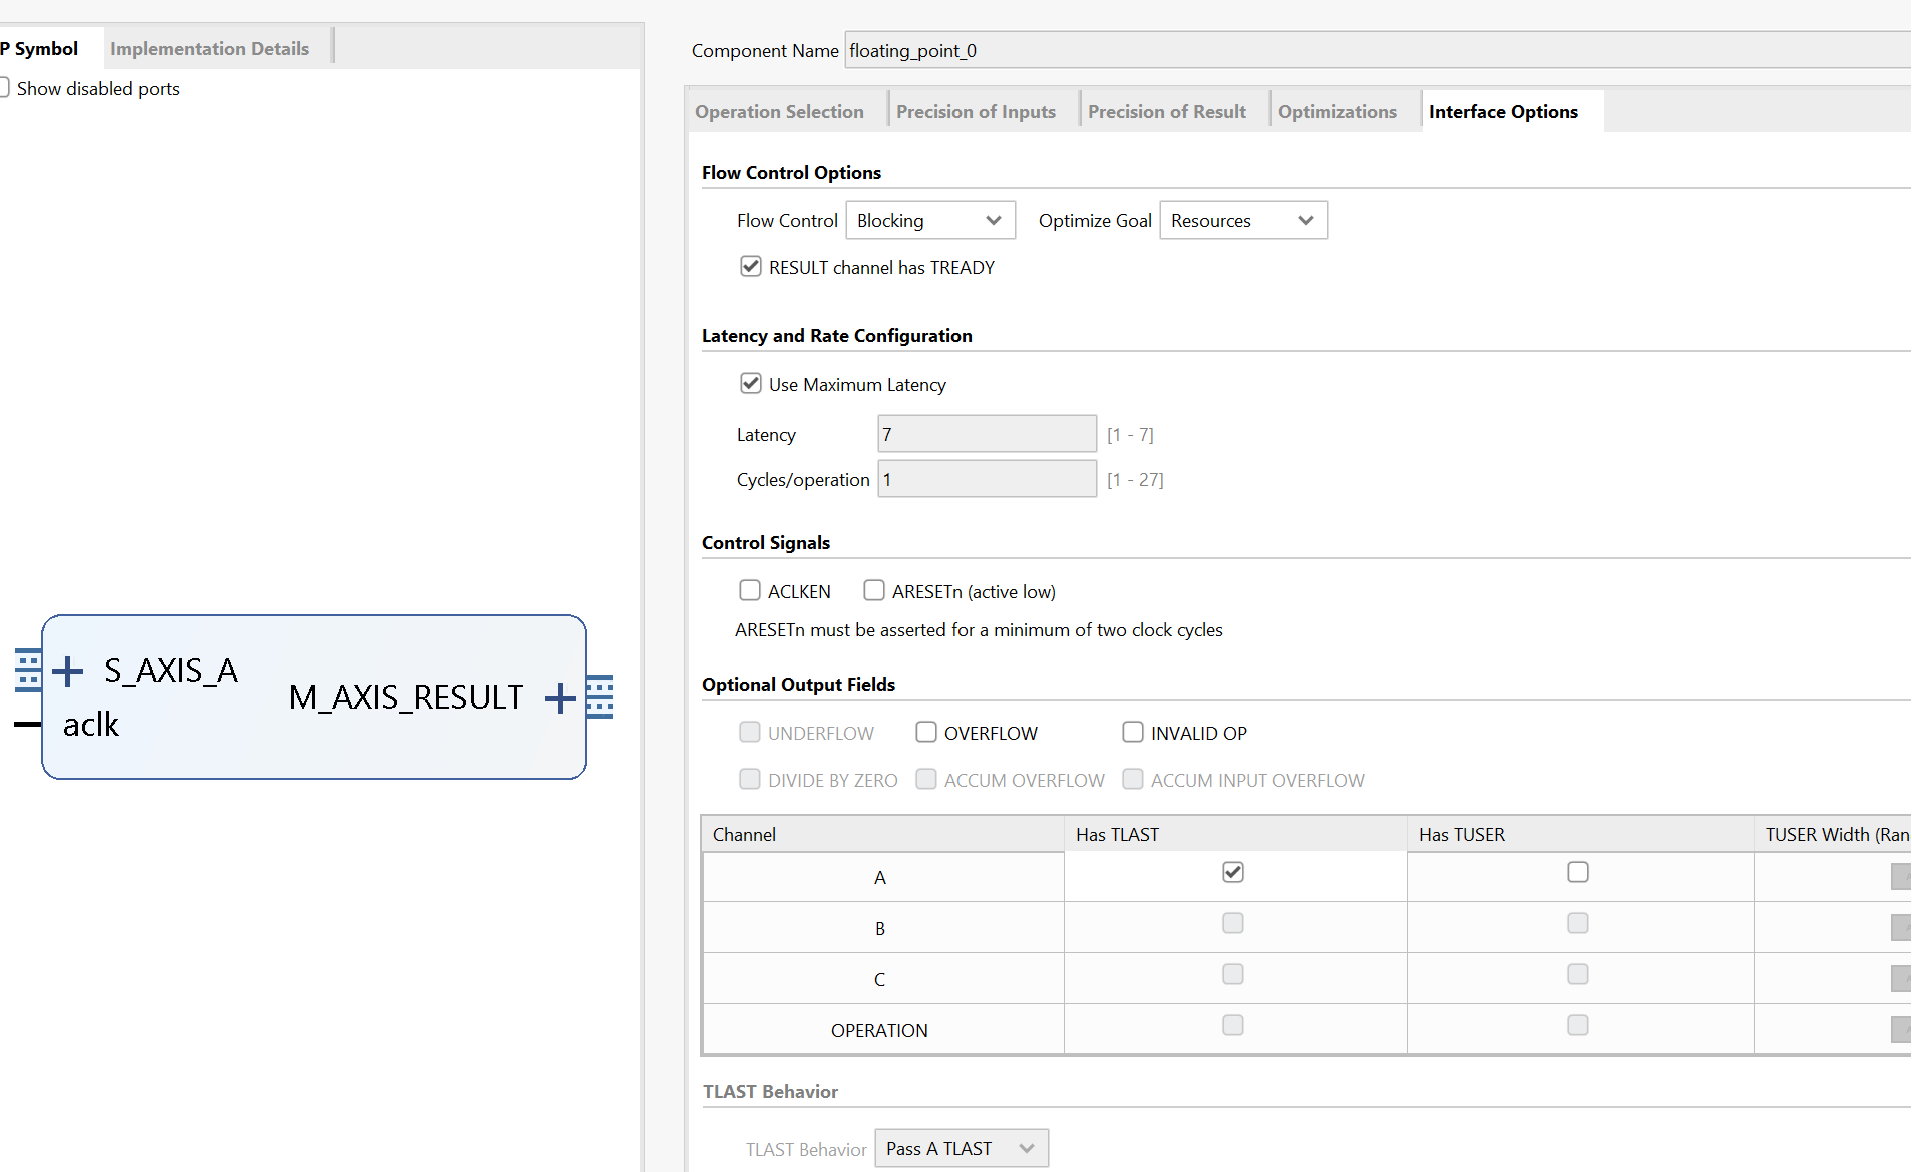 P Symbol
Implementation Details
Show disabled ports
S_AXIS_A
M_AXIS_RESULT
aclk
Component Name floating_point_0
Operation Selection
Precision of Inputs
Precision of Result
Optimizations
Interface Options
Flow Control Options
Flow Control Blocking Optimize Goal Resources
RESULT channel has TREADY
Latency and Rate Configuration
Use Maximum Latency
Latency 7 [1 - 7]
Cycles/operation 1 [1 - 27]
Control Signals
ACLKEN ARESETn (active low)
ARESETn must be asserted for a minimum of two clock cycles
Optional Output Fields
UNDERFLOW OVERFLOW INVALID OP
DIVIDE BY ZERO ACCUM OVERFLOW ACCUM INPUT OVERFLOW
Channel Has TLAST Has TUSER TUSER Width (Ran
A
B
C
OPERATION
TLAST Behavior
TLAST Behavior Pass A TLAST